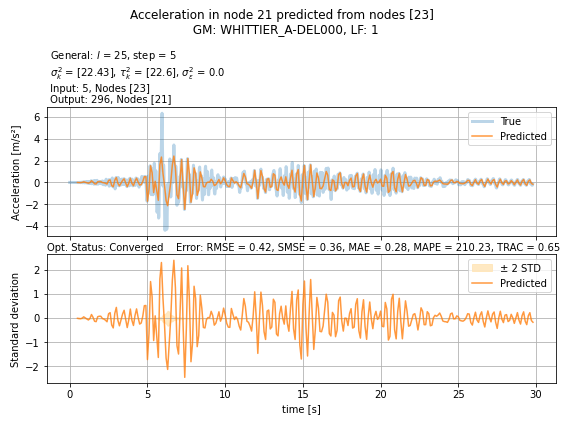 Acceleration in node 21 predicted from nodes [23]
GM: WHITTIER_A-DEL000, LF: 1
General: l = 25, step = 5
σ²ₖ = [22.43], τ²ₖ = [22.6], σ²ε = 0.0
Input: 5, Nodes [23]
Output: 296, Nodes [21]
Acceleration [m/s²]
6
4
2
0
−2
−4
True
Predicted
Opt. Status: Converged    Error: RMSE = 0.42, SMSE = 0.36, MAE = 0.28, MAPE = 210.23, TRAC = 0.65
Standard deviation
2
1
0
−1
−2
± 2 STD
Predicted
0 5 10 15 20 25 30
time [s]